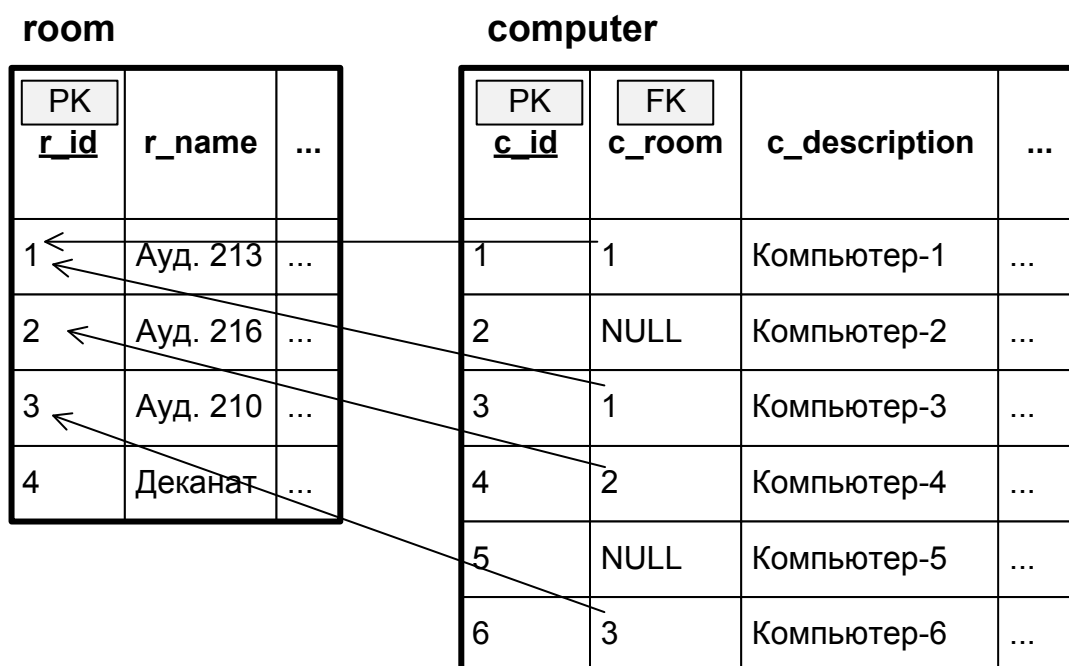 room computer
PK PK FK
r_id r_name ... c_id c_room c_description ...
1 Ауд. 213 ... 1 1 Компьютер-1 ...
2 Ауд. 216 ... 2 NULL Компьютер-2 ...
3 Ауд. 210 ... 3 1 Компьютер-3 ...
4 Деканат ... 4 2 Компьютер-4 ...
5 NULL Компьютер-5 ...
6 3 Компьютер-6 ...